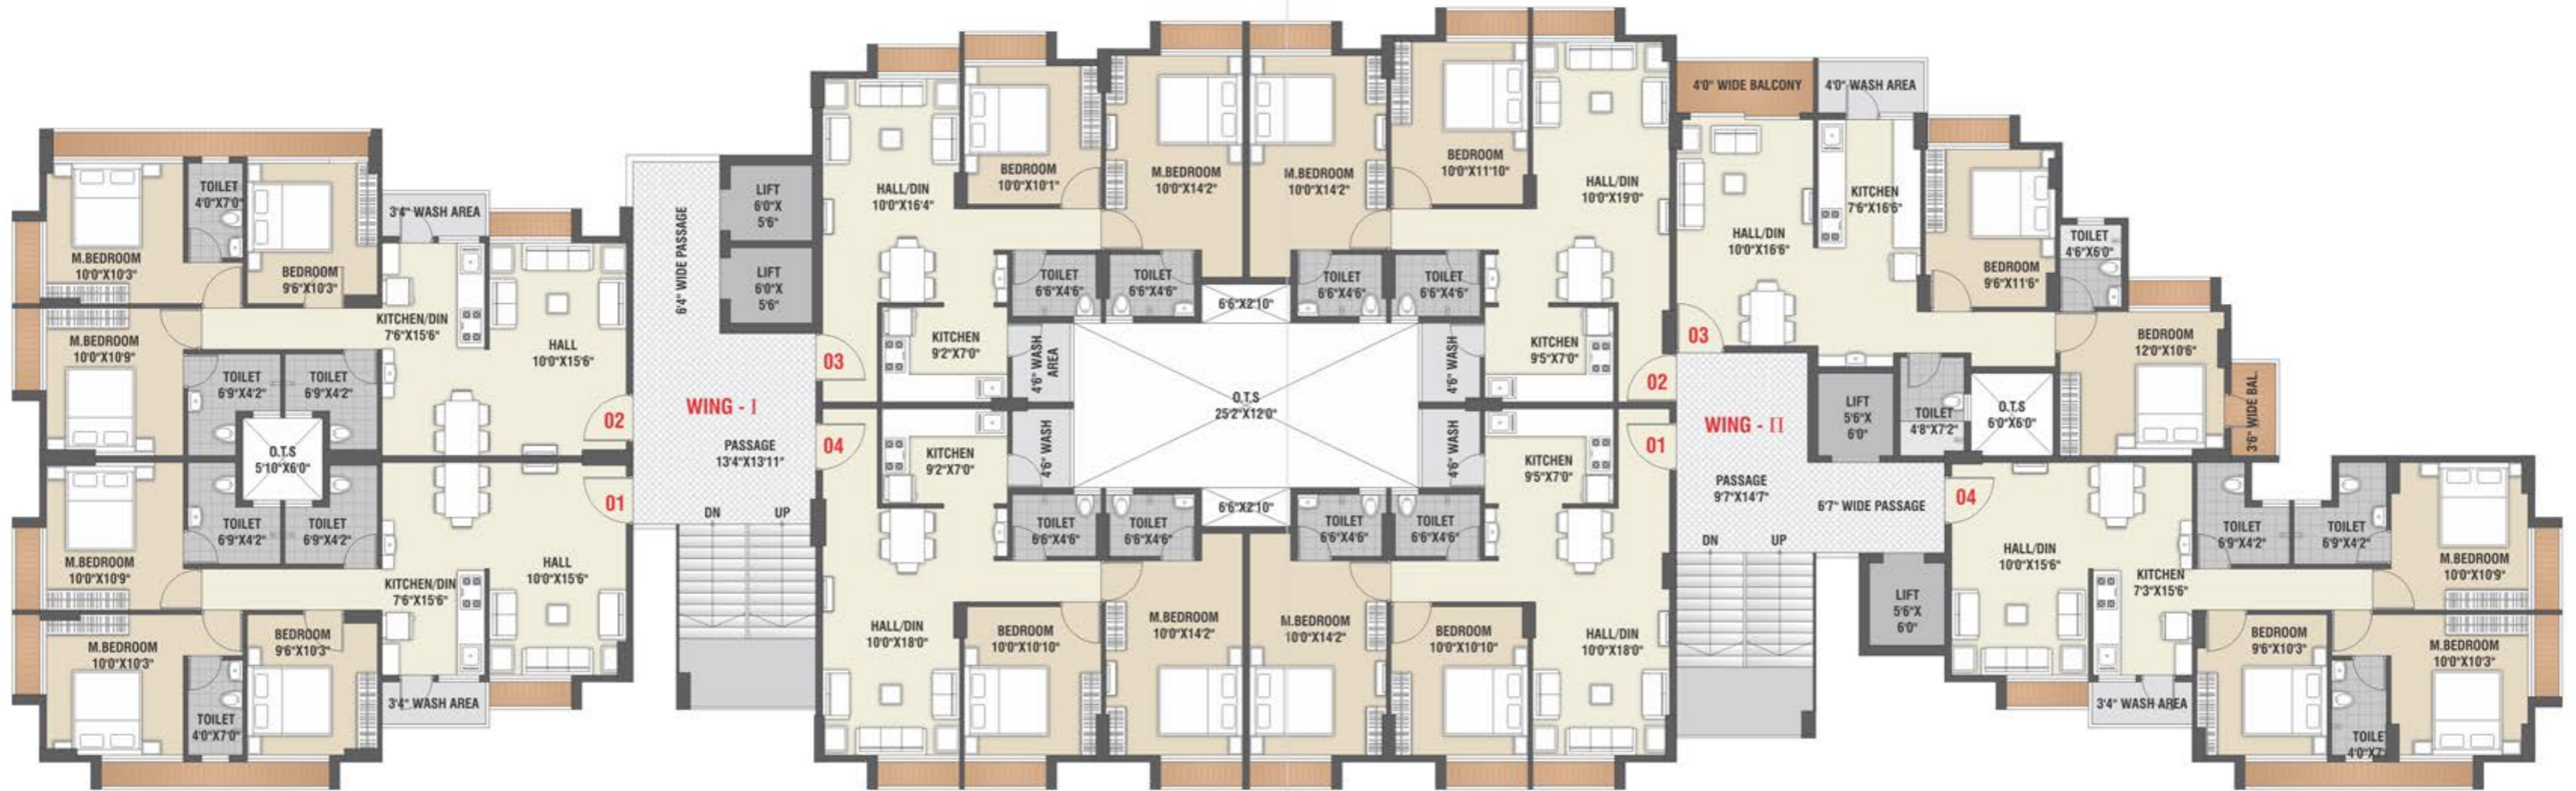 TOILET
4'0"X7'0"
M.BEDROOM
10'0"X10'3"
BEDROOM
9'6"X10'3"
3'4" WASH AREA
KITCHEN/DIN
7'6"X15'6"
HALL
10'0"X15'6"
M.BEDROOM
10'0"X10'9"
TOILET
6'9"X4'2"
TOILET
6'9"X4'2"
02
O.T.S
5'10"X6'0"
TOILET
6'9"X4'2"
TOILET
6'9"X4'2"
01
M.BEDROOM
10'0"X10'9"
KITCHEN/DIN
7'6"X15'6"
HALL
10'0"X15'6"
M.BEDROOM
10'0"X10'3"
BEDROOM
9'6"X10'3"
TOILET
4'0"X7'0"
3'4" WASH AREA
6'4" WIDE PASSAGE
LIFT
6'0"X
5'6"
LIFT
6'0"X
5'6"
WING - I
PASSAGE
13'4"X13'11"
DN
UP
HALL/DIN
10'0"X16'4"
BEDROOM
10'0"X10'1"
M.BEDROOM
10'0"X14'2"
M.BEDROOM
10'0"X14'2"
BEDROOM
10'0"X11'10"
HALL/DIN
10'0"X19'0"
TOILET
6'6"X4'6"
TOILET
6'6"X4'6"
6'6"X2'10"
TOILET
6'6"X4'6"
TOILET
6'6"X4'6"
03
KITCHEN
9'2"X7'0"
4'6" WASH
AREA
O.T.S
25'2"X12'0"
4'6" WASH
KITCHEN
9'5"X7'0"
02
04
KITCHEN
9'2"X7'0"
4'6" WASH
4'6" WASH
KITCHEN
9'5"X7'0"
01
TOILET
6'6"X4'6"
TOILET
6'6"X4'6"
6'6"X2'10"
TOILET
6'6"X4'6"
TOILET
6'6"X4'6"
HALL/DIN
10'0"X18'0"
BEDROOM
10'0"X10'10"
M.BEDROOM
10'0"X14'2"
M.BEDROOM
10'0"X14'2"
BEDROOM
10'0"X10'10"
HALL/DIN
10'0"X18'0"
4'0" WIDE BALCONY
4'0" WASH AREA
HALL/DIN
10'0"X16'6"
KITCHEN
7'6"X16'6"
BEDROOM
9'6"X11'6"
TOILET
4'6"X6'0"
03
BEDROOM
12'0"X10'6"
3'6" WIDE BAL.
WING - II
LIFT
5'6"X
6'0"
TOILET
4'8"X7'2"
O.T.S
6'0"X6'0"
PASSAGE
9'7"X14'7"
6'7" WIDE PASSAGE
04
DN
UP
LIFT
5'6"X
6'0"
HALL/DIN
10'0"X15'6"
KITCHEN
7'3"X15'6"
TOILET
6'9"X4'2"
TOILET
6'9"X4'2"
M.BEDROOM
10'0"X10'9"
BEDROOM
9'6"X10'3"
M.BEDROOM
10'0"X10'3"
3'4" WASH AREA
TOILE
4'0"X7